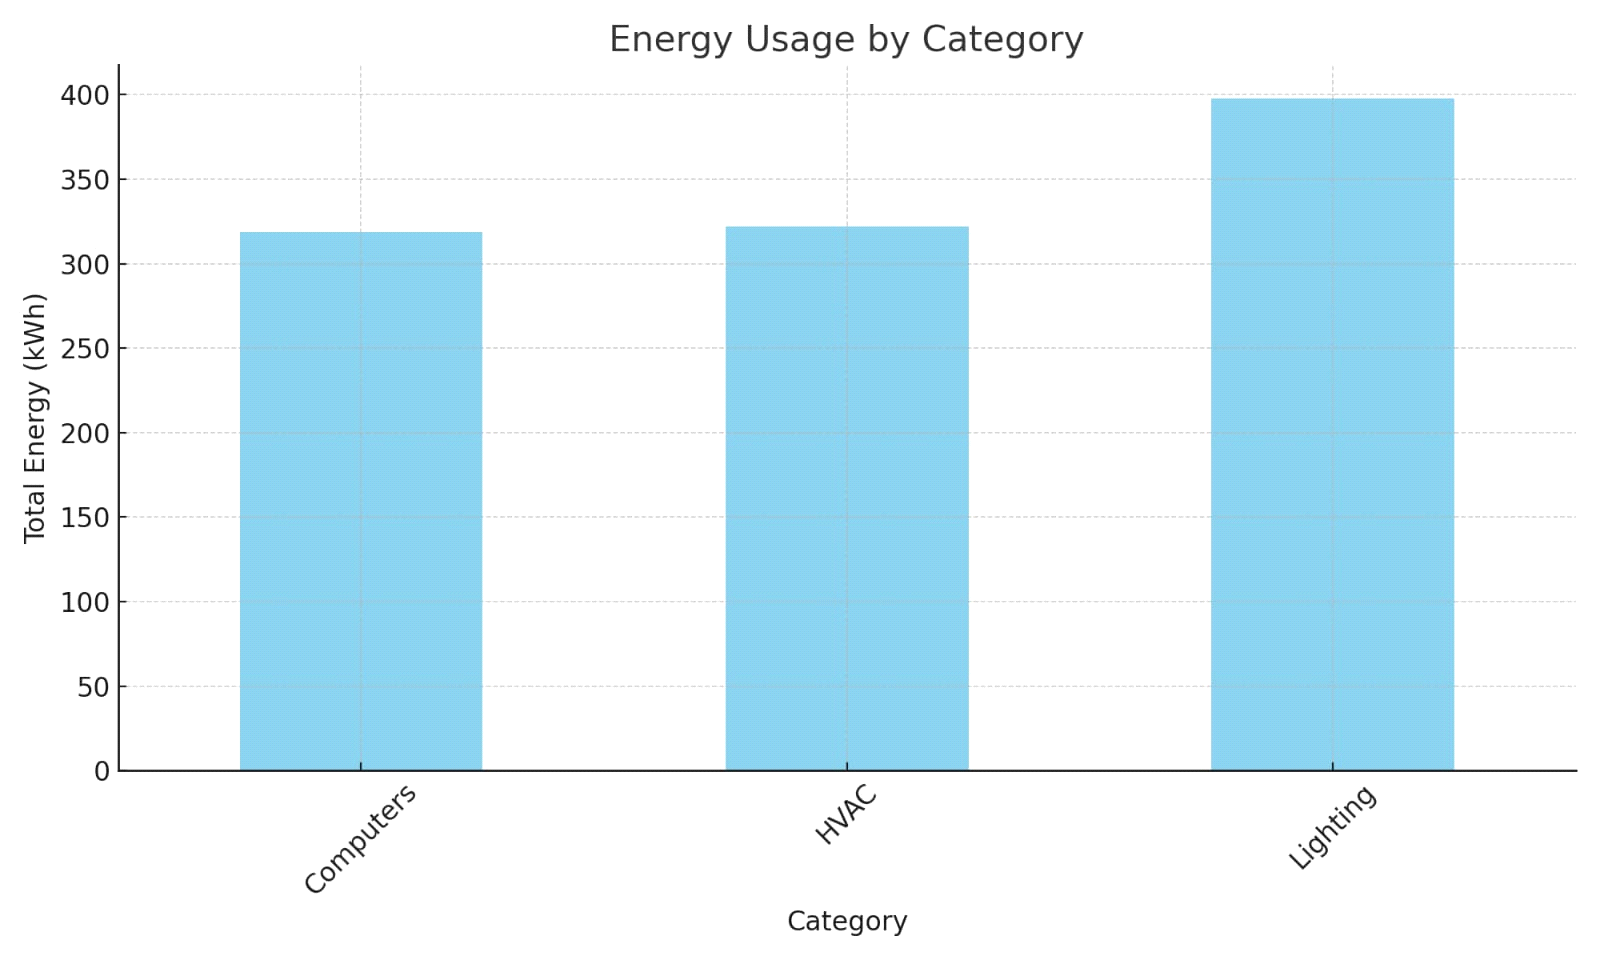 Energy Usage by Category
Total Energy (kWh)
400
350
300
250
200
150
100
50
0
Computers
HVAC
Lighting
Category